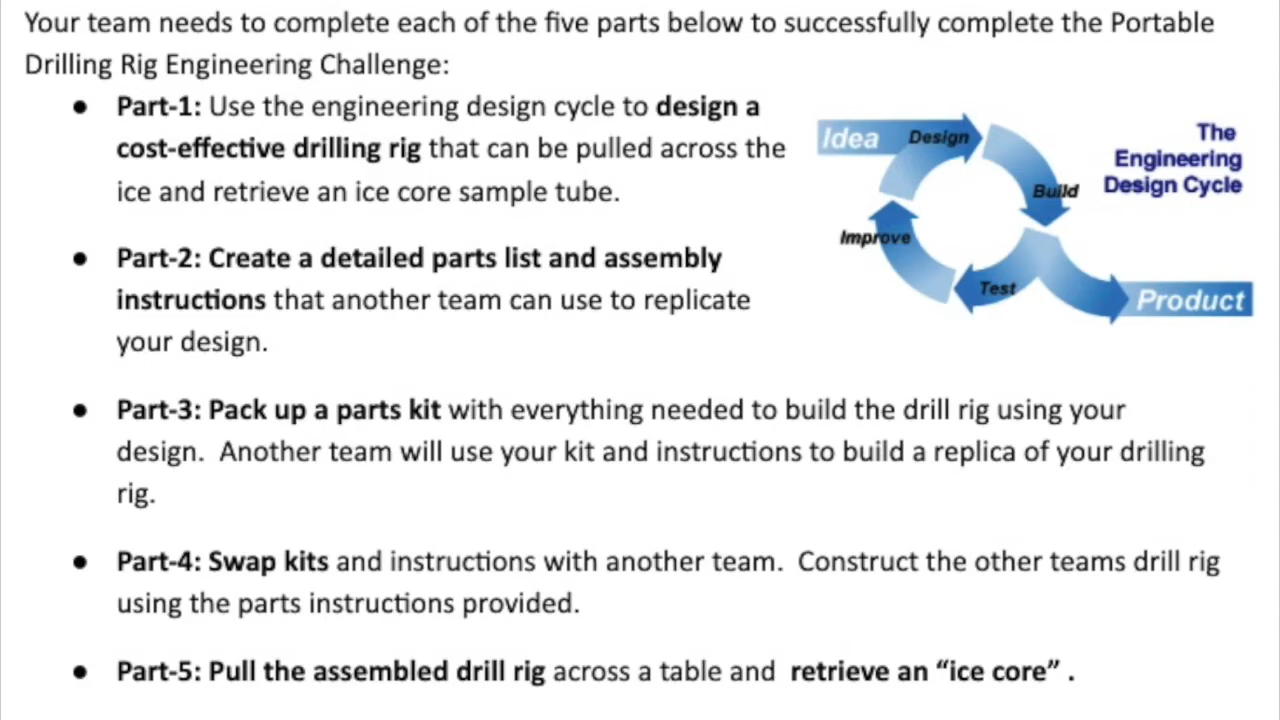 Your team needs to complete each of the five parts below to successfully complete the Portable
Drilling Rig Engineering Challenge:
● Part-1: Use the engineering design cycle to design a
cost-effective drilling rig that can be pulled across the
ice and retrieve an ice core sample tube.
Idea
Design
Build
Test
Improve
Product
The
Engineering
Design Cycle
● Part-2: Create a detailed parts list and assembly
instructions that another team can use to replicate
your design.
● Part-3: Pack up a parts kit with everything needed to build the drill rig using your
design.  Another team will use your kit and instructions to build a replica of your drilling
rig.
● Part-4: Swap kits and instructions with another team.  Construct the other teams drill rig
using the parts instructions provided.
● Part-5: Pull the assembled drill rig across a table and  retrieve an “ice core” .